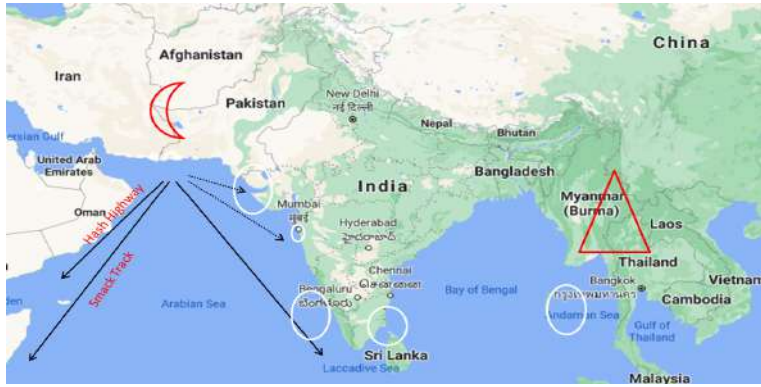 China
Afghanistan
Iran
Pakistan
New Delhi
नई दिल्ली
Nepal
Bhutan
ersian Gulf
United Arab
Emirates
India
Bangladesh
Myanmar
(Burma)
Oman
Hash Highway
Mumbai
मुंबई
Hyderabad
Laos
Smack Track
Thailand
Arabian Sea
Bengaluru
ಬೆಂಗಳೂರು
Chennai
சென்னை
Bay of Bengal
Bangkok
กรุงเทพมหานคร
Vietnam
Cambodia
Andaman Sea
Gulf of
Thailand
Sri Lanka
Laccadive Sea
Malaysia